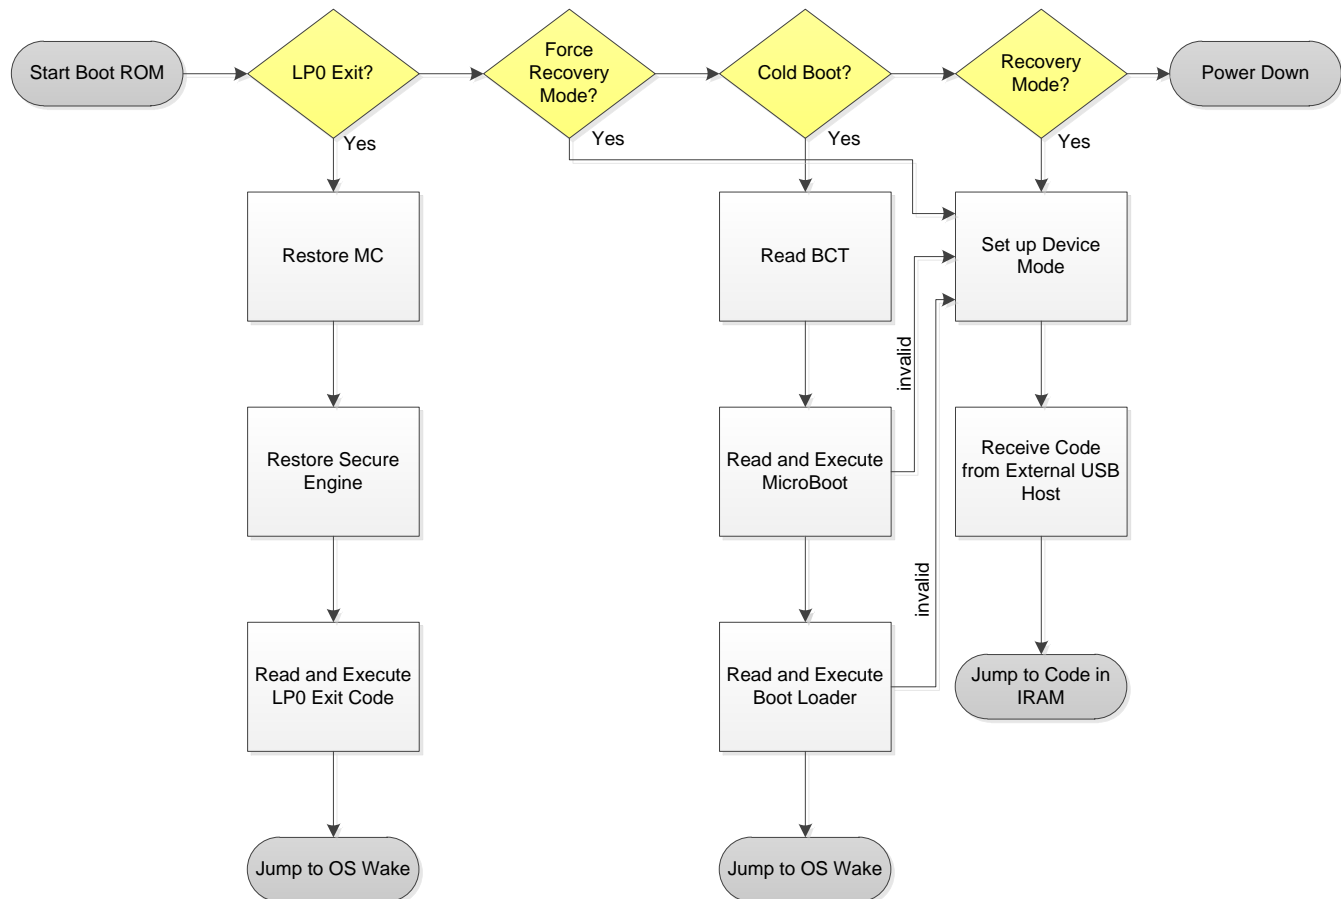 Start Boot ROM
LP0 Exit?
Force
Recovery
Mode?
Cold Boot?
Recovery
Mode?
Power Down
Yes
Yes
Yes
Yes
Restore MC
Read BCT
Set up Device
Mode
invalid
Restore Secure
Engine
Read and Execute
MicroBoot
Receive Code
from External USB
Host
invalid
Read and Execute
LP0 Exit Code
Read and Execute
Boot Loader
Jump to Code in
IRAM
Jump to OS Wake
Jump to OS Wake